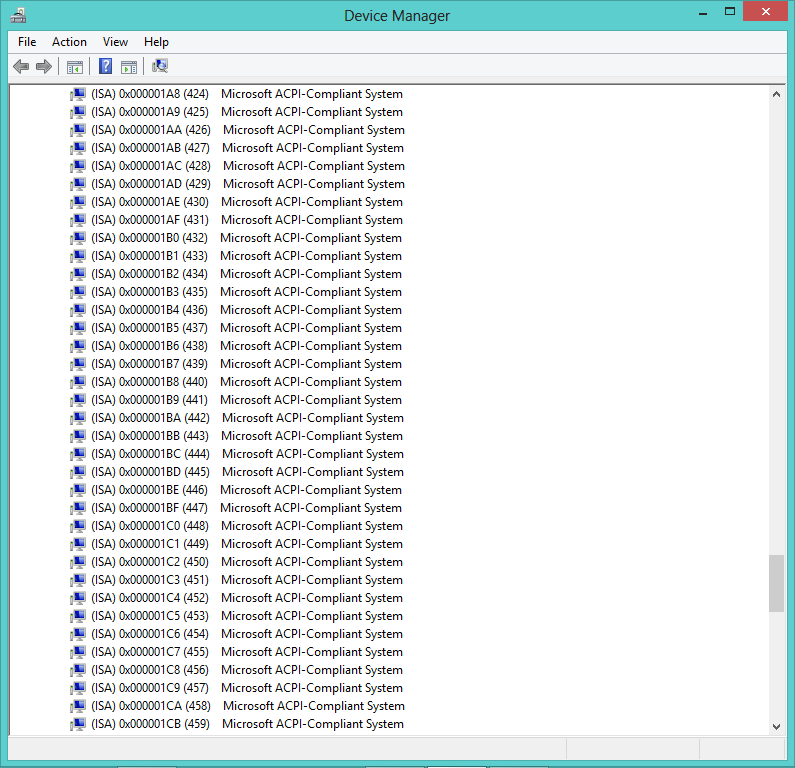 Device Manager
File Action View Help
(ISA) 0x000001A8 (424) Microsoft ACPI-Compliant System
(ISA) 0x000001A9 (425) Microsoft ACPI-Compliant System
(ISA) 0x000001AA (426) Microsoft ACPI-Compliant System
(ISA) 0x000001AB (427) Microsoft ACPI-Compliant System
(ISA) 0x000001AC (428) Microsoft ACPI-Compliant System
(ISA) 0x000001AD (429) Microsoft ACPI-Compliant System
(ISA) 0x000001AE (430) Microsoft ACPI-Compliant System
(ISA) 0x000001AF (431) Microsoft ACPI-Compliant System
(ISA) 0x000001B0 (432) Microsoft ACPI-Compliant System
(ISA) 0x000001B1 (433) Microsoft ACPI-Compliant System
(ISA) 0x000001B2 (434) Microsoft ACPI-Compliant System
(ISA) 0x000001B3 (435) Microsoft ACPI-Compliant System
(ISA) 0x000001B4 (436) Microsoft ACPI-Compliant System
(ISA) 0x000001B5 (437) Microsoft ACPI-Compliant System
(ISA) 0x000001B6 (438) Microsoft ACPI-Compliant System
(ISA) 0x000001B7 (439) Microsoft ACPI-Compliant System
(ISA) 0x000001B8 (440) Microsoft ACPI-Compliant System
(ISA) 0x000001B9 (441) Microsoft ACPI-Compliant System
(ISA) 0x000001BA (442) Microsoft ACPI-Compliant System
(ISA) 0x000001BB (443) Microsoft ACPI-Compliant System
(ISA) 0x000001BC (444) Microsoft ACPI-Compliant System
(ISA) 0x000001BD (445) Microsoft ACPI-Compliant System
(ISA) 0x000001BE (446) Microsoft ACPI-Compliant System
(ISA) 0x000001BF (447) Microsoft ACPI-Compliant System
(ISA) 0x000001C0 (448) Microsoft ACPI-Compliant System
(ISA) 0x000001C1 (449) Microsoft ACPI-Compliant System
(ISA) 0x000001C2 (450) Microsoft ACPI-Compliant System
(ISA) 0x000001C3 (451) Microsoft ACPI-Compliant System
(ISA) 0x000001C4 (452) Microsoft ACPI-Compliant System
(ISA) 0x000001C5 (453) Microsoft ACPI-Compliant System
(ISA) 0x000001C6 (454) Microsoft ACPI-Compliant System
(ISA) 0x000001C7 (455) Microsoft ACPI-Compliant System
(ISA) 0x000001C8 (456) Microsoft ACPI-Compliant System
(ISA) 0x000001C9 (457) Microsoft ACPI-Compliant System
(ISA) 0x000001CA (458) Microsoft ACPI-Compliant System
(ISA) 0x000001CB (459) Microsoft ACPI-Compliant System